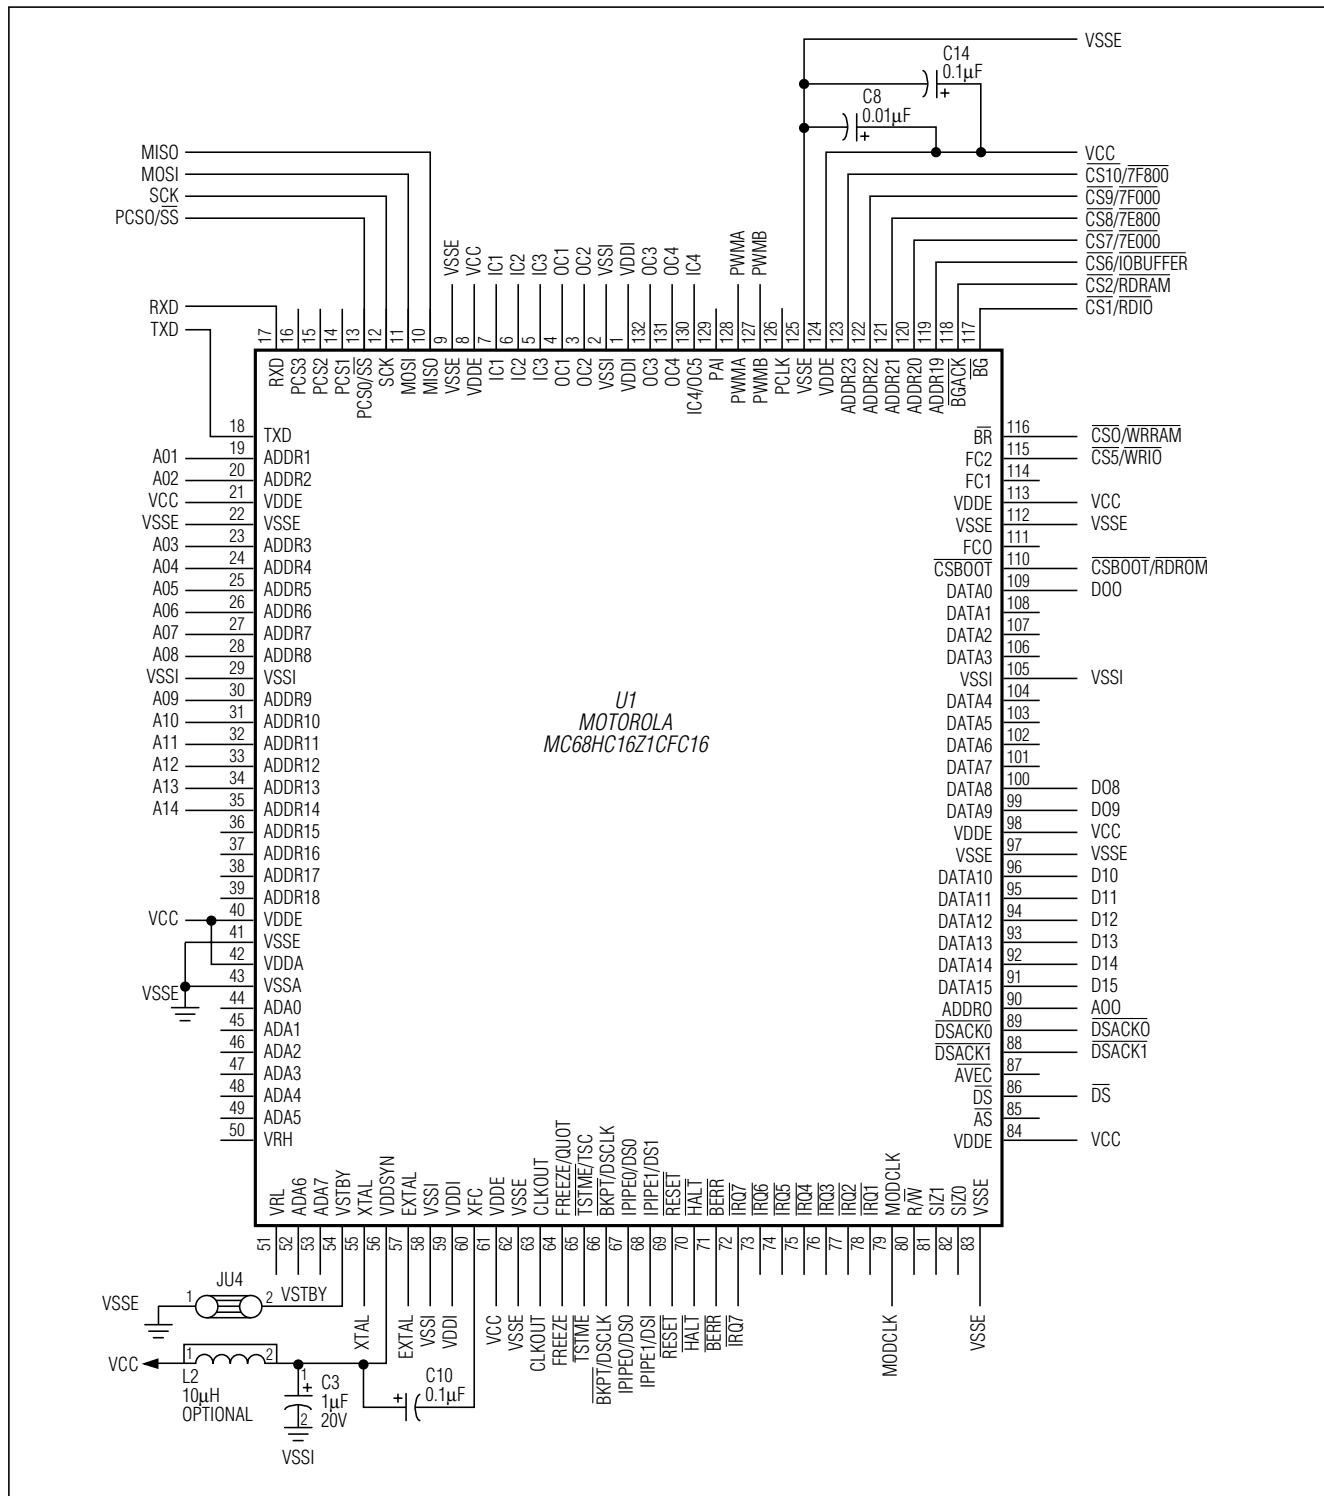 VSSE
C14
0.1µF
C8
0.01µF
VCC
MISO
MOSI
SCK
PCS0/SS
CS10/7F800
CS9/7F000
CS8/7E800
CS7/7E000
CS6/IOBUFFER
CS2/RDRAM
CS1/RDIO
RXD
TXD
VSSE VCC IC1 IC2 IC3 OC1 OC2 VSSI VDDI OC3 OC4 IC4 PWMA PWMB
17 16 15 14 13 12 11 10 9 8 7 6 5 4 3 2 1 132 131 130 129 128 127 126 125 124 123 122 121 120 119 118 117
RXD PCS3 PCS2 PCS1 PCS0/SS SCK MOSI MISO VSSE VDDE IC1 IC2 IC3 OC1 OC2 VSSI VDDI OC3 OC4 IC4/OC5 PAI PWMA PWMB PCLK VSSE VDDE ADDR23 ADDR22 ADDR21 ADDR20 ADDR19 BGACK BG
18 TXD
A01 19 ADDR1
A02 20 ADDR2
VCC 21 VDDE
VSSE 22 VSSE
A03 23 ADDR3
A04 24 ADDR4
A05 25 ADDR5
A06 26 ADDR6
A07 27 ADDR7
A08 28 ADDR8
VSSI 29 VSSI
A09 30 ADDR9
A10 31 ADDR10
A11 32 ADDR11
A12 33 ADDR12
A13 34 ADDR13
A14 35 ADDR14
36 ADDR15
37 ADDR16
38 ADDR17
39 ADDR18
VCC 40 VDDE
41 VSSE
42 VDDA
VSSE 43 VSSA
44 ADA0
45 ADA1
46 ADA2
47 ADA3
48 ADA4
49 ADA5
50 VRH
U1
MOTOROLA
MC68HC16Z1CFC16
BR 116 CS0/WRRAM
FC2 115 CS5/WRIO
FC1 114
VDDE 113 VCC
VSSE 112 VSSE
FC0 111
CSBOOT 110 CSBOOT/RDROM
DATA0 109 D00
DATA1 108
DATA2 107
DATA3 106
VSSI 105 VSSI
DATA4 104
DATA5 103
DATA6 102
DATA7 101
DATA8 100 D08
DATA9 99 D09
VDDE 98 VCC
VSSE 97 VSSE
DATA10 96 D10
DATA11 95 D11
DATA12 94 D12
DATA13 93 D13
DATA14 92 D14
DATA15 91 D15
ADDR0 90 A00
DSACK0 89 DSACK0
DSACK1 88 DSACK1
AVEC 87
DS 86 DS
AS 85
VDDE 84 VCC
VRL ADA6 ADA7 VSTBY XTAL VDDSYN EXTAL VSSI VDDI XFC VDDE VSSE CLKOUT FREEZE/QUOT TSTME/TSC BKPT/DSCLK IPIPE0/DS0 IPIPE1/DS1 RESET HALT BERR IRQ7 IRQ6 IRQ5 IRQ4 IRQ3 IRQ2 IRQ1 MODCLK R/W SIZ1 SIZ0 VSSE
51 52 53 54 55 56 57 58 59 60 61 62 63 64 65 66 67 68 69 70 71 72 73 74 75 76 77 78 79 80 81 82 83
JU4
VSSE 1 2 VSTBY
XTAL EXTAL VSSI VDDI VCC VSSE CLKOUT FREEZE TSTME BKPT/DSCLK IPIPE0/DS0 IPIPE1/DSI RESET HALT BERR IRQ7 MODCLK VSSE
VCC 1 2
L2
10µH
OPTIONAL
1
C3
1µF
20V
2
VSSI
C10
0.1µF